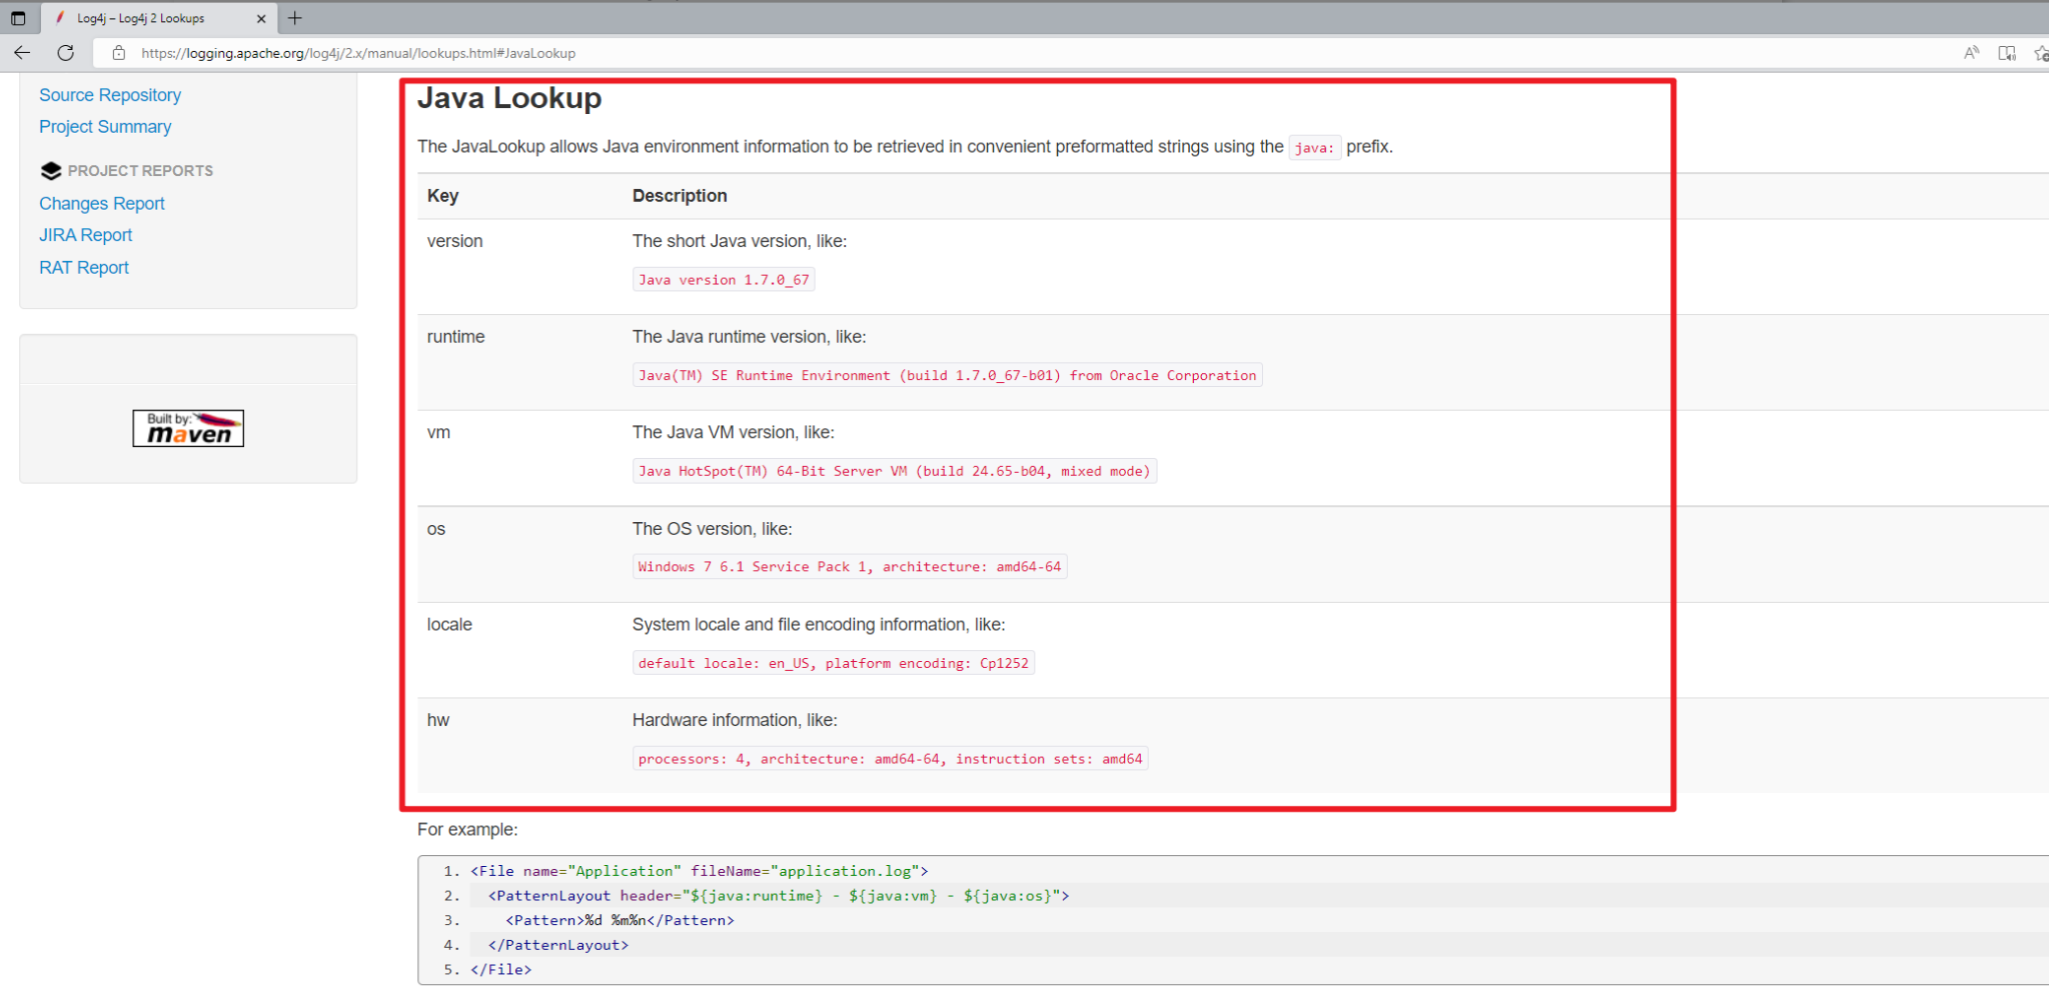 Log4j – Log4j 2 Lookups
https://logging.apache.org/log4j/2.x/manual/lookups.html#JavaLookup
Source Repository
Project Summary
PROJECT REPORTS
Changes Report
JIRA Report
RAT Report
Built by:
maven
Java Lookup
The JavaLookup allows Java environment information to be retrieved in convenient preformatted strings using the java: prefix.
Key Description
version The short Java version, like:
Java version 1.7.0_67
runtime The Java runtime version, like:
Java(TM) SE Runtime Environment (build 1.7.0_67-b01) from Oracle Corporation
vm The Java VM version, like:
Java HotSpot(TM) 64-Bit Server VM (build 24.65-b04, mixed mode)
os The OS version, like:
Windows 7 6.1 Service Pack 1, architecture: amd64-64
locale System locale and file encoding information, like:
default locale: en_US, platform encoding: Cp1252
hw Hardware information, like:
processors: 4, architecture: amd64-64, instruction sets: amd64
For example:
1. <File name="Application" fileName="application.log">
2. <PatternLayout header="${java:runtime} - ${java:vm} - ${java:os}">
3. <Pattern>%d %m%n</Pattern>
4. </PatternLayout>
5. </File>